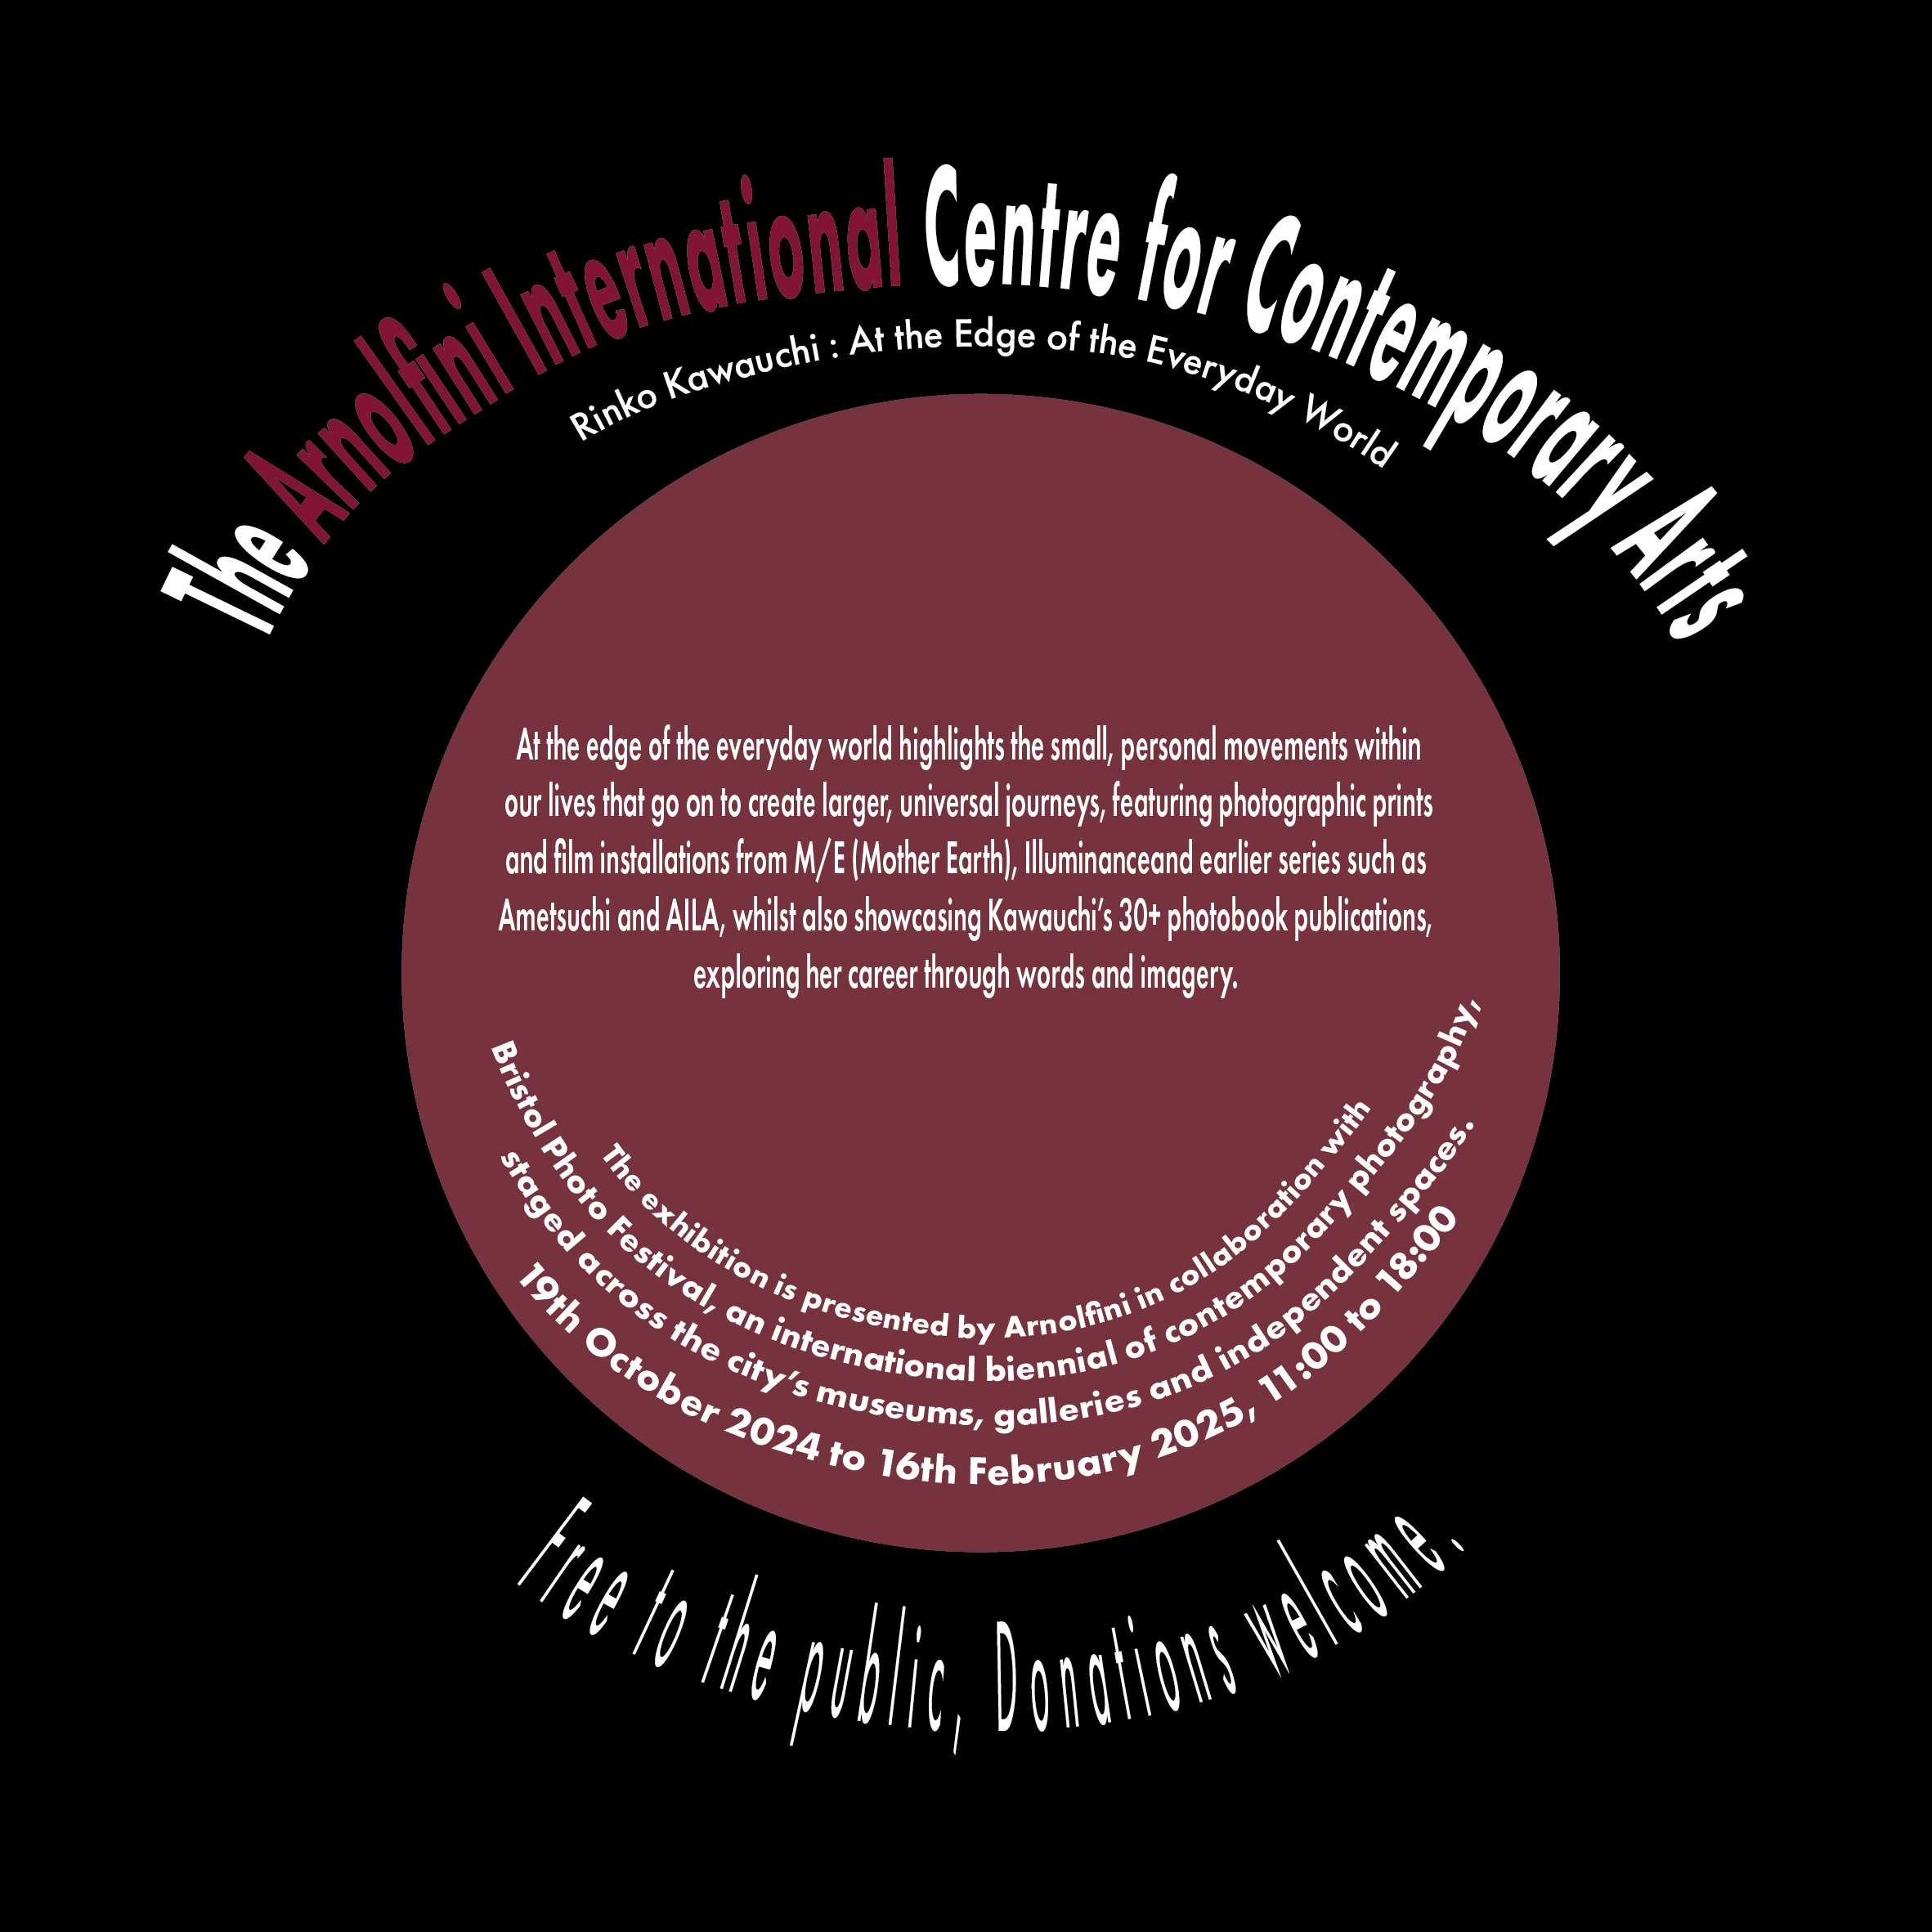 The Arnolfini International Centre for Contemporary Arts
Rinko Kawauchi : At the Edge of the Everyday World
At the edge of the everyday world highlights the small, personal movements within
our lives that go on to create larger, universal journeys, featuring photographic prints
and film installations from M/E (Mother Earth), Illuminanceand earlier series such as
Ametsuchi and AILA, whilst also showcasing Kawauchi’s 30+ photobook publications,
exploring her career through words and imagery.
The exhibition is presented by Arnolfini in collaboration with
Bristol Photo Festival, an international biennial of contemporary photography,
staged across the city’s museums, galleries and independent spaces.
19th October 2024 to 16th February 2025, 11:00 to 18:00
Free to the public, Donations welcome.